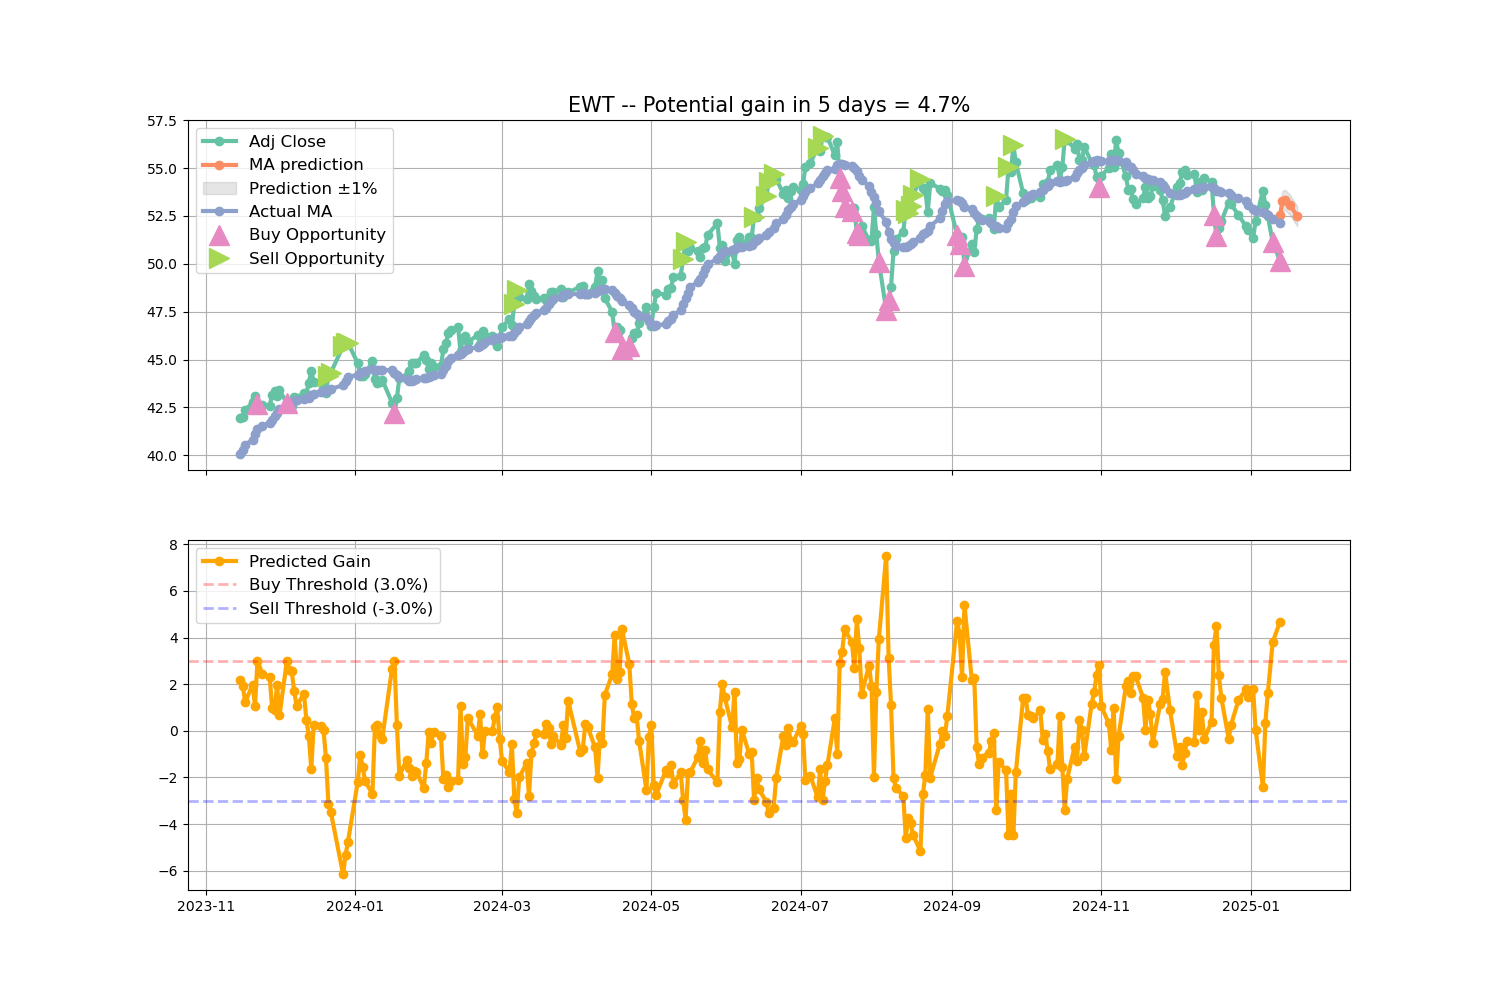 EWT -- Potential gain in 5 days = 4.7%
57.5
55.0
52.5
50.0
47.5
45.0
42.5
40.0
Adj Close
MA prediction
Prediction ±1%
Actual MA
Buy Opportunity
Sell Opportunity
8
6
4
2
0
−2
−4
−6
Predicted Gain
Buy Threshold (3.0%)
Sell Threshold (-3.0%)
2023-11 2024-01 2024-03 2024-05 2024-07 2024-09 2024-11 2025-01